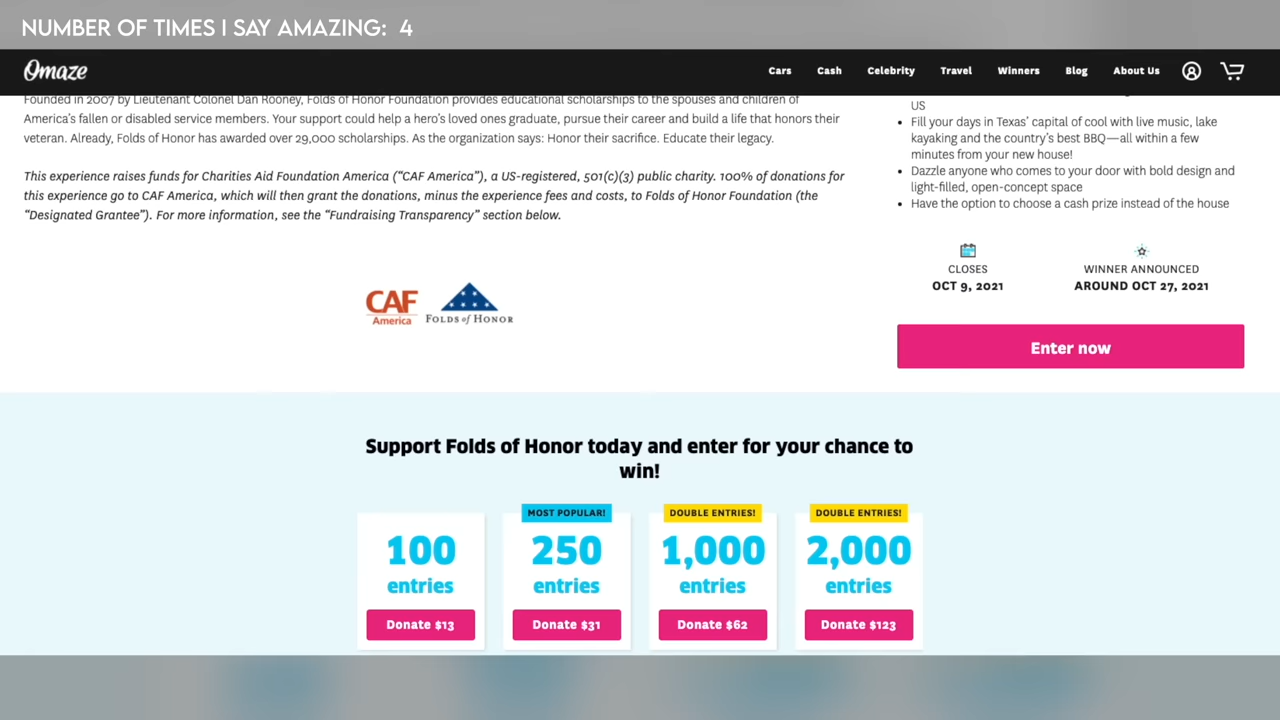 NUMBER OF TIMES I SAY AMAZING: 4
Omaze
Cars
Cash
Celebrity
Travel
Winners
Blog
About Us
Founded in 2007 by Lieutenant Colonel Dan Rooney, Folds of Honor Foundation provides educational scholarships to the spouses and children of
America's fallen or disabled service members. Your support could help a hero's loved ones graduate, pursue their career and build a life that honors their
veteran. Already, Folds of Honor has awarded over 29,000 scholarships. As the organization says: Honor their sacrifice. Educate their legacy.
This experience raises funds for Charities Aid Foundation America (“CAF America”), a US-registered, 501(c)(3) public charity. 100% of donations for
this experience go to CAF America, which will then grant the donations, minus the experience fees and costs, to Folds of Honor Foundation (the
“Designated Grantee”). For more information, see the “Fundraising Transparency” section below.
CAF
America
FOLDS of HONOR
US
• Fill your days in Texas’ capital of cool with live music, lake
kayaking and the country’s best BBQ—all within a few
minutes from your new house!
• Dazzle anyone who comes to your door with bold design and
light-filled, open-concept space
• Have the option to choose a cash prize instead of the house
CLOSES
OCT 9, 2021
WINNER ANNOUNCED
AROUND OCT 27, 2021
Enter now
Support Folds of Honor today and enter for your chance to
win!
100
entries
Donate $13
MOST POPULAR!
250
entries
Donate $31
DOUBLE ENTRIES!
1,000
entries
Donate $62
DOUBLE ENTRIES!
2,000
entries
Donate $123